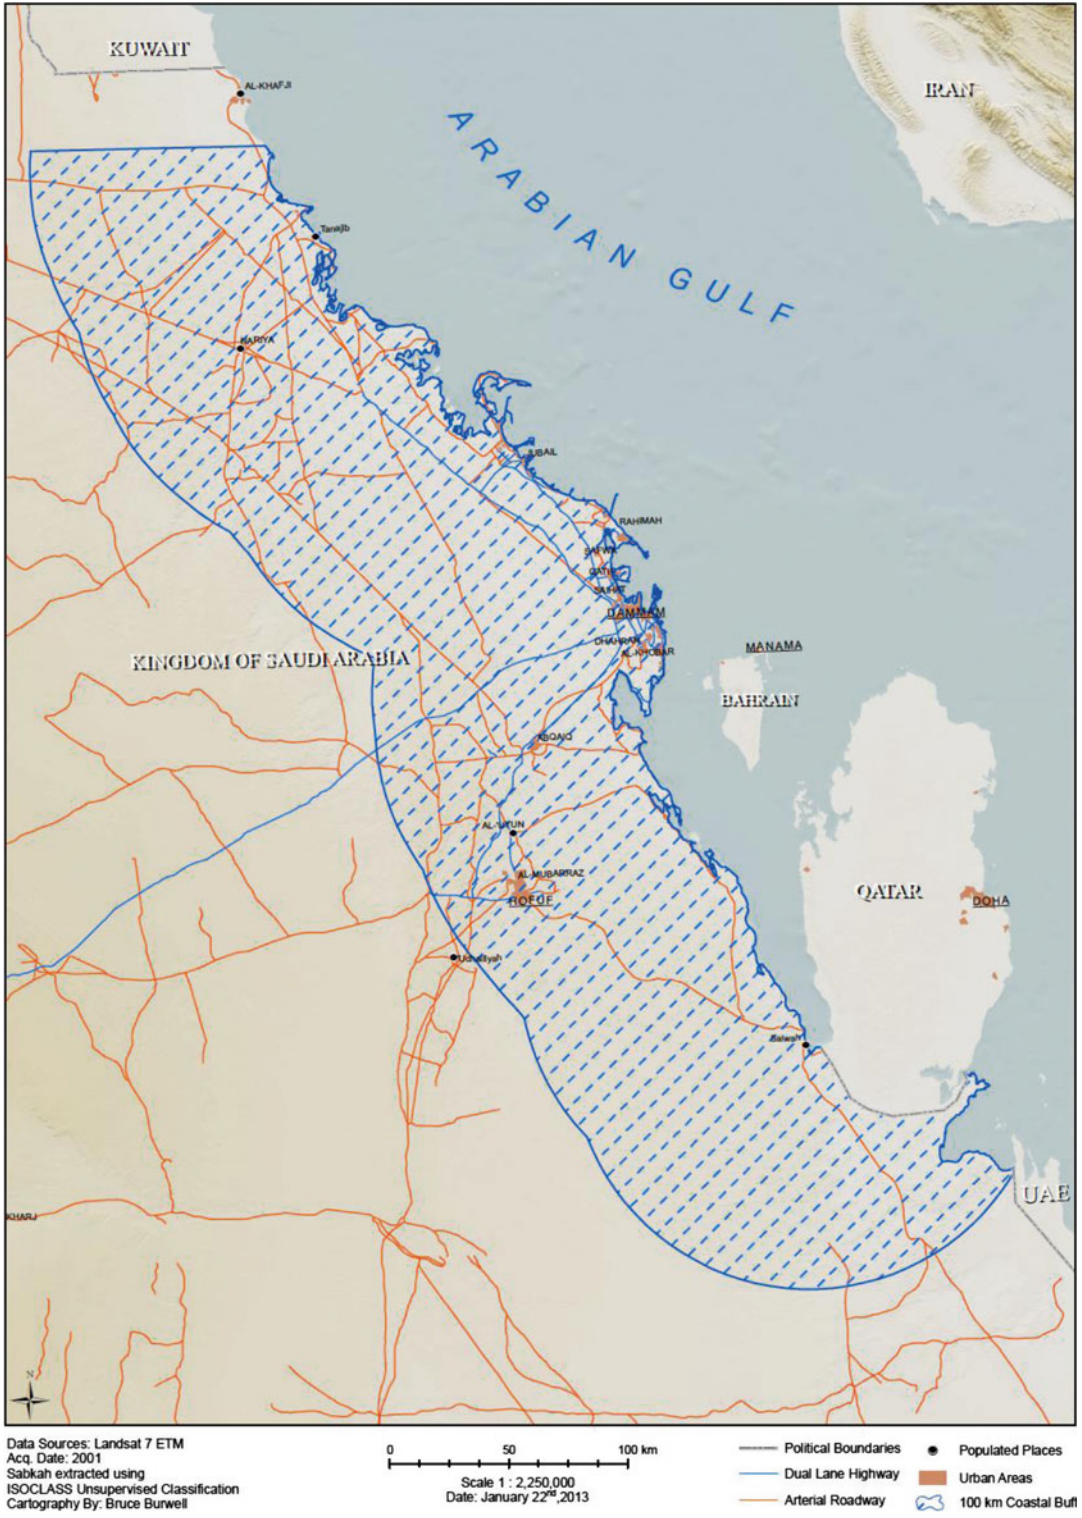 KUWAIT
AL-KHAFJI
IRAN
ARABIAN GULF
Tanajib
NARIYA
JUBAIL
RAHIMAH
SAFWA
QATIF
SAIHAT
DAMMAM
DHAHRAN
AL-KHOBAR
MANAMA
KINGDOM OF SAUDI ARABIA
BAHRAIN
ABQAIQ
AL-'UYUN
AL-MUBARRAZ
HOFUF
QATAR
DOHA
Udhailiyah
Salwah
UAE
KHARJ
N
Data Sources: Landsat 7 ETM
Acq. Date: 2001
Sabkah extracted using
ISOCLASS Unsupervised Classification
Cartography By: Bruce Burwell
0 50 100 km
Scale 1 : 2,250,000
Date: January 22nd,2013
Political Boundaries
Dual Lane Highway
Arterial Roadway
Populated Places
Urban Areas
100 km Coastal Buff